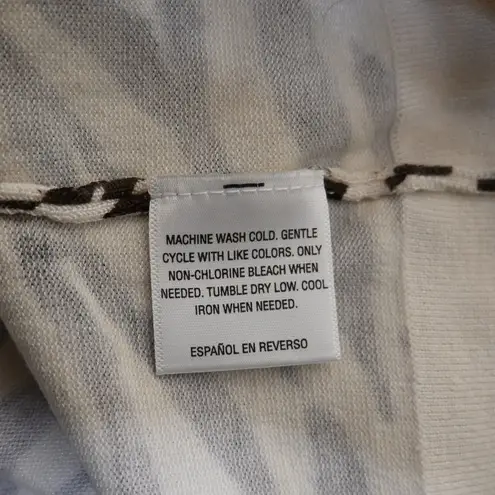 MACHINE WASH COLD. GENTLE
CYCLE WITH LIKE COLORS. ONLY
NON-CHLORINE BLEACH WHEN
NEEDED. TUMBLE DRY LOW. COOL
IRON WHEN NEEDED.
ESPAÑOL EN REVERSO